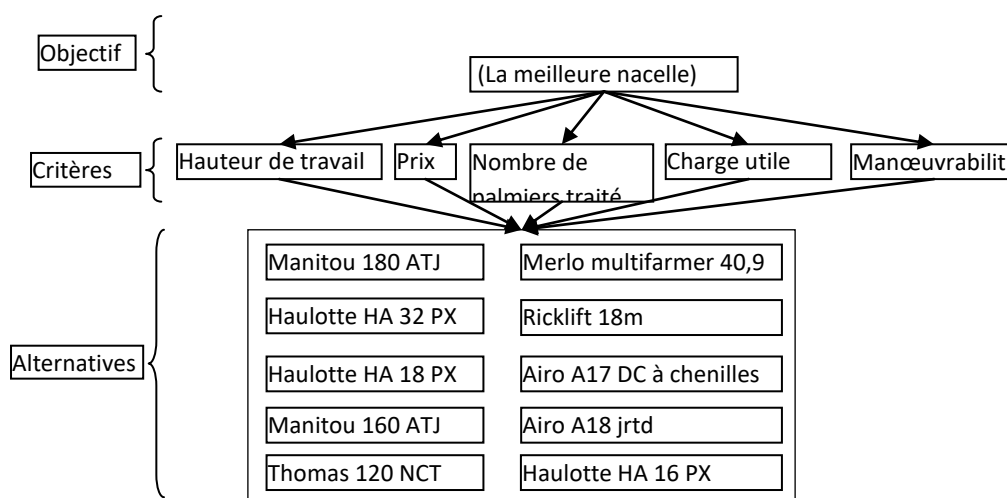 Objectif
(La meilleure nacelle)
Critères
Hauteur de travail
Prix
Nombre de
palmiers traité
Charge utile
Manœuvrabilit
Alternatives
Manitou 180 ATJ
Merlo multifarmer 40,9
Haulotte HA 32 PX
Ricklift 18m
Haulotte HA 18 PX
Airo A17 DC à chenilles
Manitou 160 ATJ
Airo A18 jrtd
Thomas 120 NCT
Haulotte HA 16 PX